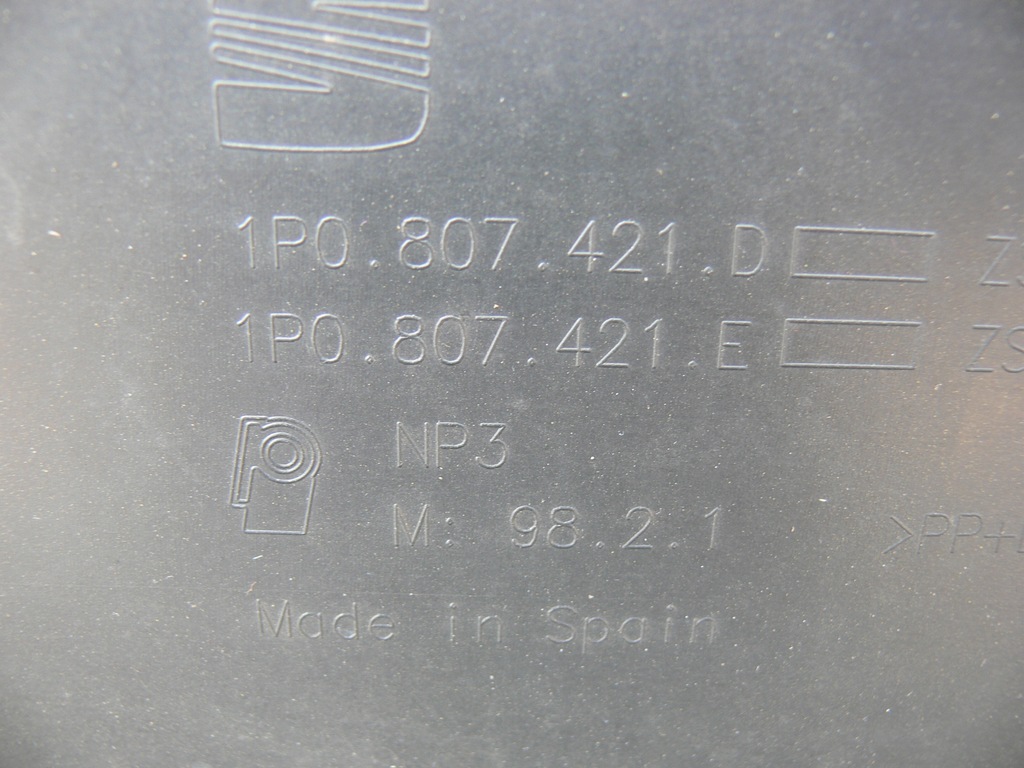 1P0.807.421.D
1P0.807.421.E
NP3
M: 98.2.1
Made in Spain